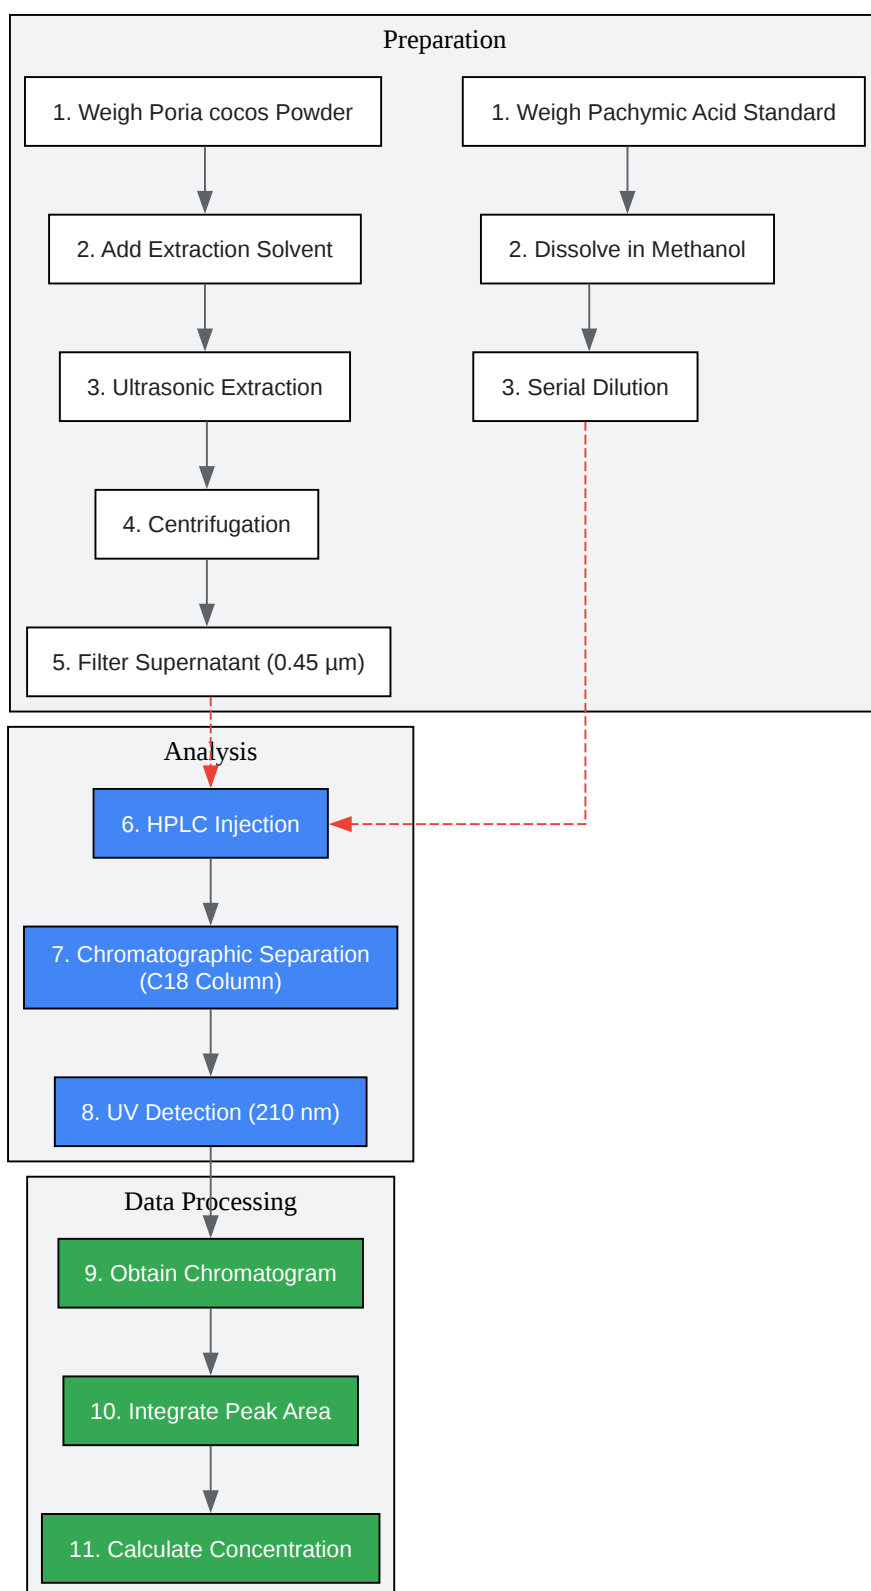 Preparation
1. Weigh Poria cocos Powder
1. Weigh Pachymic Acid Standard
2. Add Extraction Solvent
2. Dissolve in Methanol
3. Ultrasonic Extraction
3. Serial Dilution
4. Centrifugation
5. Filter Supernatant (0.45 µm)
Analysis
6. HPLC Injection
7. Chromatographic Separation
(C18 Column)
8. UV Detection (210 nm)
Data Processing
9. Obtain Chromatogram
10. Integrate Peak Area
11. Calculate Concentration